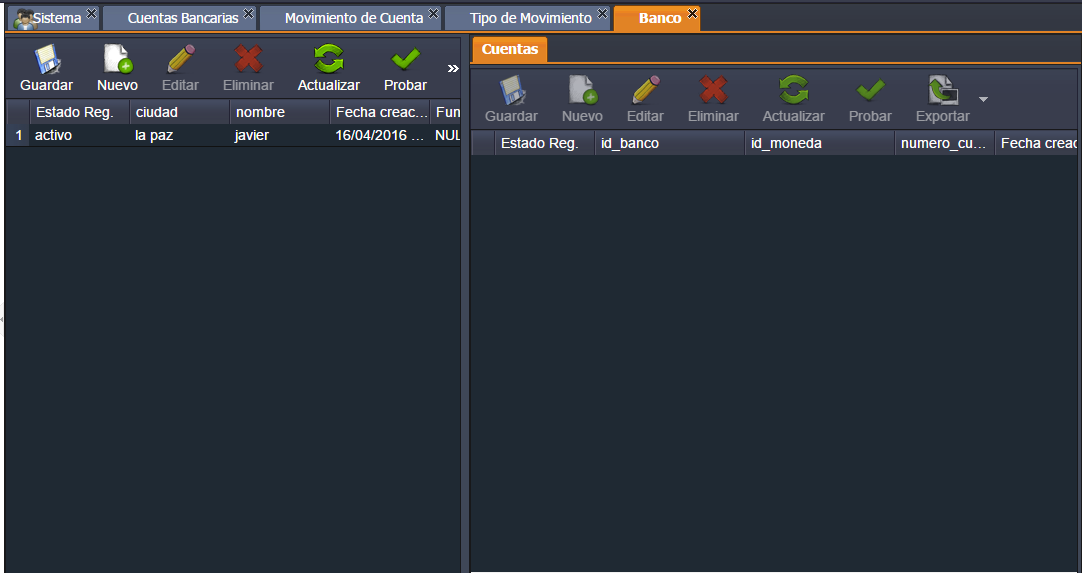 Sistema Cuentas Bancarias Movimiento de Cuenta Tipo de Movimiento Banco
Guardar Nuevo Editar Eliminar Actualizar Probar »
Estado Reg. ciudad nombre Fecha creac... Fun
1 activo la paz javier 16/04/2016 ... NUL
Cuentas
Guardar Nuevo Editar Eliminar Actualizar Probar Exportar
Estado Reg. id_banco id_moneda numero_cu... Fecha creac